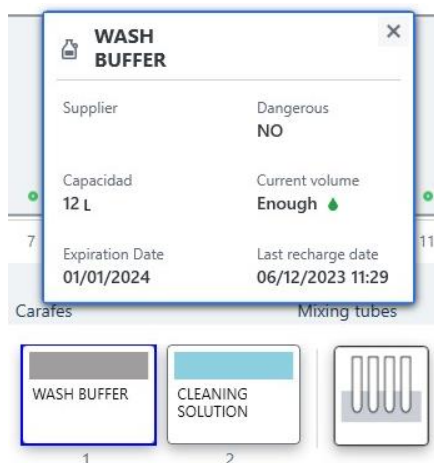 WASH
BUFFER
Supplier
Dangerous
NO
Capacidad
12 L
Current volume
Enough
Expiration Date
01/01/2024
Last recharge date
06/12/2023 11:29
7
11
Carafes
Mixing tubes
WASH BUFFER
CLEANING
SOLUTION
1
2